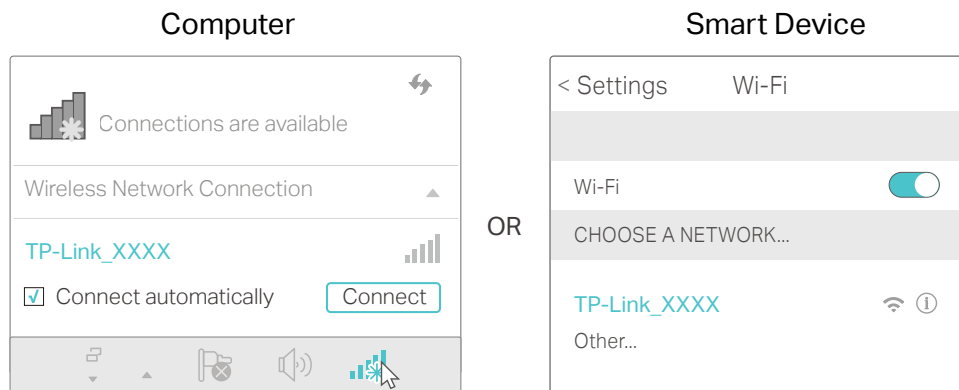 Computer
Connections are available
Wireless Network Connection
TP-Link_XXXX
Connect automatically
Connect
OR
Smart Device
< Settings
Wi-Fi
Wi-Fi
CHOOSE A NETWORK...
TP-Link_XXXX
Other...